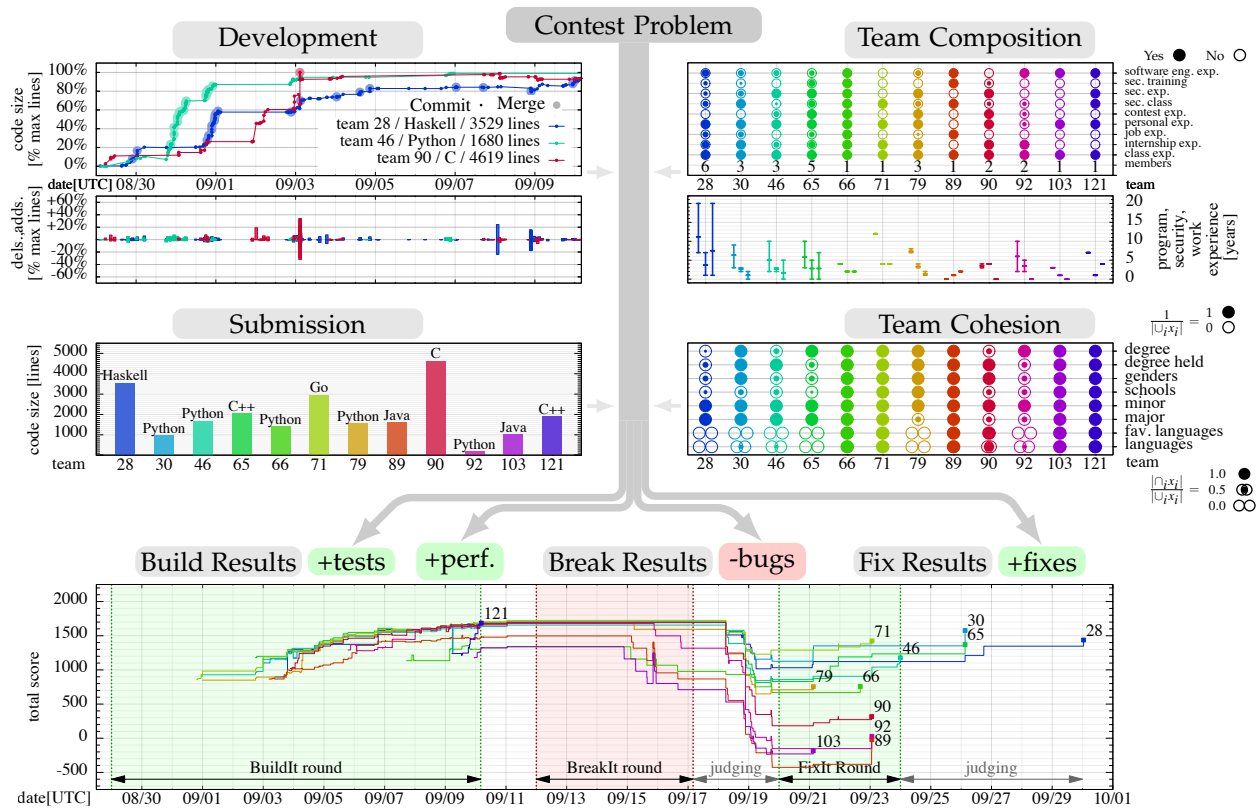 Contest Problem
Development
100%
80%
60%
40%
20%
0%
code size
[% max lines]
Commit · Merge
team 28 / Haskell / 3529 lines
team 46 / Python / 1680 lines
team 90 / C / 4619 lines
date[UTC] 08/30 09/01 09/03 09/05 09/07 09/09
+60%
+20%
-20%
-60%
dels.,adds.
[% max lines]
Team Composition
Yes No
software eng. exp.
sec. training
sec. exp.
sec. class
contest exp.
personal exp.
job exp.
internship exp.
class exp.
members
6 3 3 5 1 1 3 1 2 2 1 1
28 30 46 65 66 71 79 89 90 92 103 121 team
20
15
10
5
0
program,
security,
work
experience
[years]
Submission
5000
4000
3000
2000
1000
code size [lines]
Haskell Python Python C++ Python Go Python Java C Python Java C++
team 28 30 46 65 66 71 79 89 90 92 103 121
Team Cohesion
1/|∪ixi| = 1 0
degree
degree held
genders
schools
minor
major
fav. languages
languages
28 30 46 65 66 71 79 89 90 92 103 121 team
|∩ixi|/|∪ixi| = 1.0 0.5 0.0
Build Results +tests +perf. Break Results -bugs Fix Results +fixes
2000
1500
1000
500
0
-500
total score
121
71
30
65
28
46
79
66
90
92
89
103
BuildIt round BreakIt round judging FixIt Round judging
date[UTC] 08/30 09/01 09/03 09/05 09/07 09/09 09/11 09/13 09/15 09/17 09/19 09/21 09/23 09/25 09/27 09/29 10/01